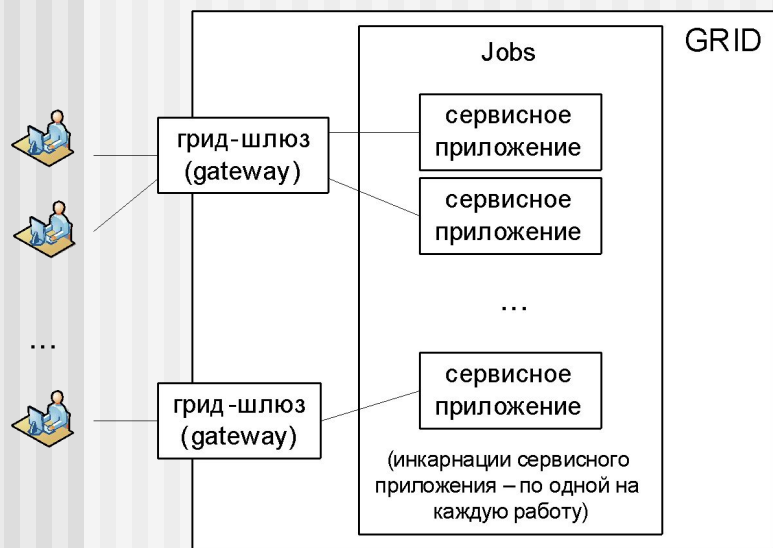 GRID
Jobs
грид-шлюз
(gateway)
сервисное
приложение
сервисное
приложение
...
...
грид-шлюз
(gateway)
сервисное
приложение
(инкарнации сервисного
приложения – по одной на
каждую работу)